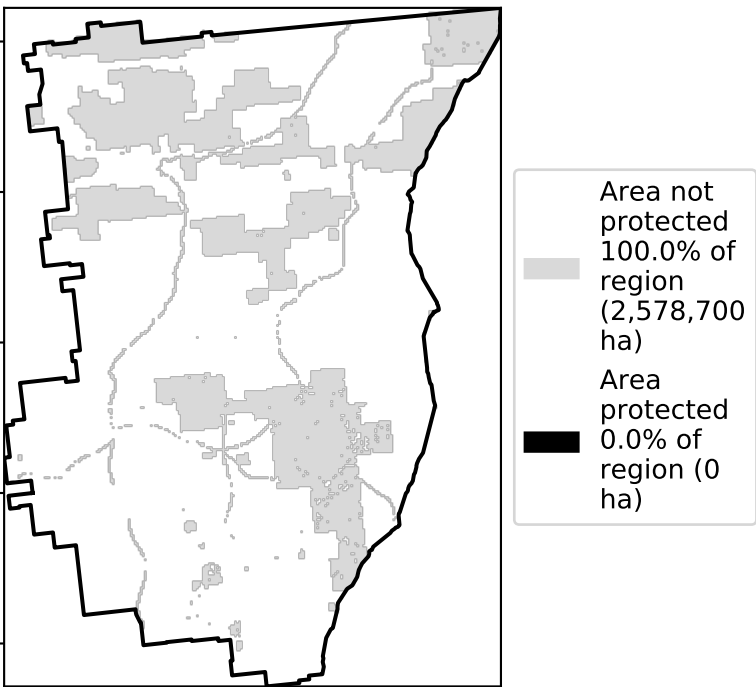 Area not
protected
100.0% of
region
(2,578,700
ha)
Area
protected
0.0% of
region (0
ha)